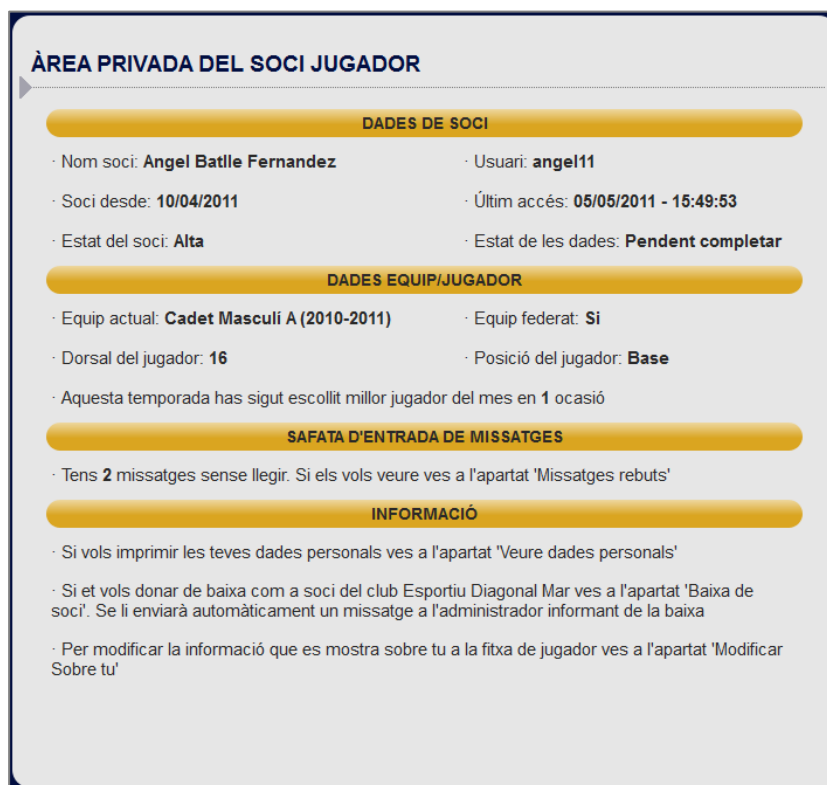 ÀREA PRIVADA DEL SOCI JUGADOR
DADES DE SOCI
· Nom soci: Angel Batlle Fernandez · Usuari: angel11
· Soci desde: 10/04/2011 · Últim accés: 05/05/2011 - 15:49:53
· Estat del soci: Alta · Estat de les dades: Pendent completar
DADES EQUIP/JUGADOR
· Equip actual: Cadet Masculí A (2010-2011) · Equip federat: Si
· Dorsal del jugador: 16 · Posició del jugador: Base
· Aquesta temporada has sigut escollit millor jugador del mes en 1 ocasió
SAFATA D'ENTRADA DE MISSATGES
· Tens 2 missatges sense llegir. Si els vols veure ves a l'apartat 'Missatges rebuts'
INFORMACIÓ
· Si vols imprimir les teves dades personals ves a l'apartat 'Veure dades personals'
· Si et vols donar de baixa com a soci del club Esportiu Diagonal Mar ves a l'apartat 'Baixa de
soci'. Se li enviarà automàticament un missatge a l'administrador informant de la baixa
· Per modificar la informació que es mostra sobre tu a la fitxa de jugador ves a l'apartat 'Modificar
Sobre tu'